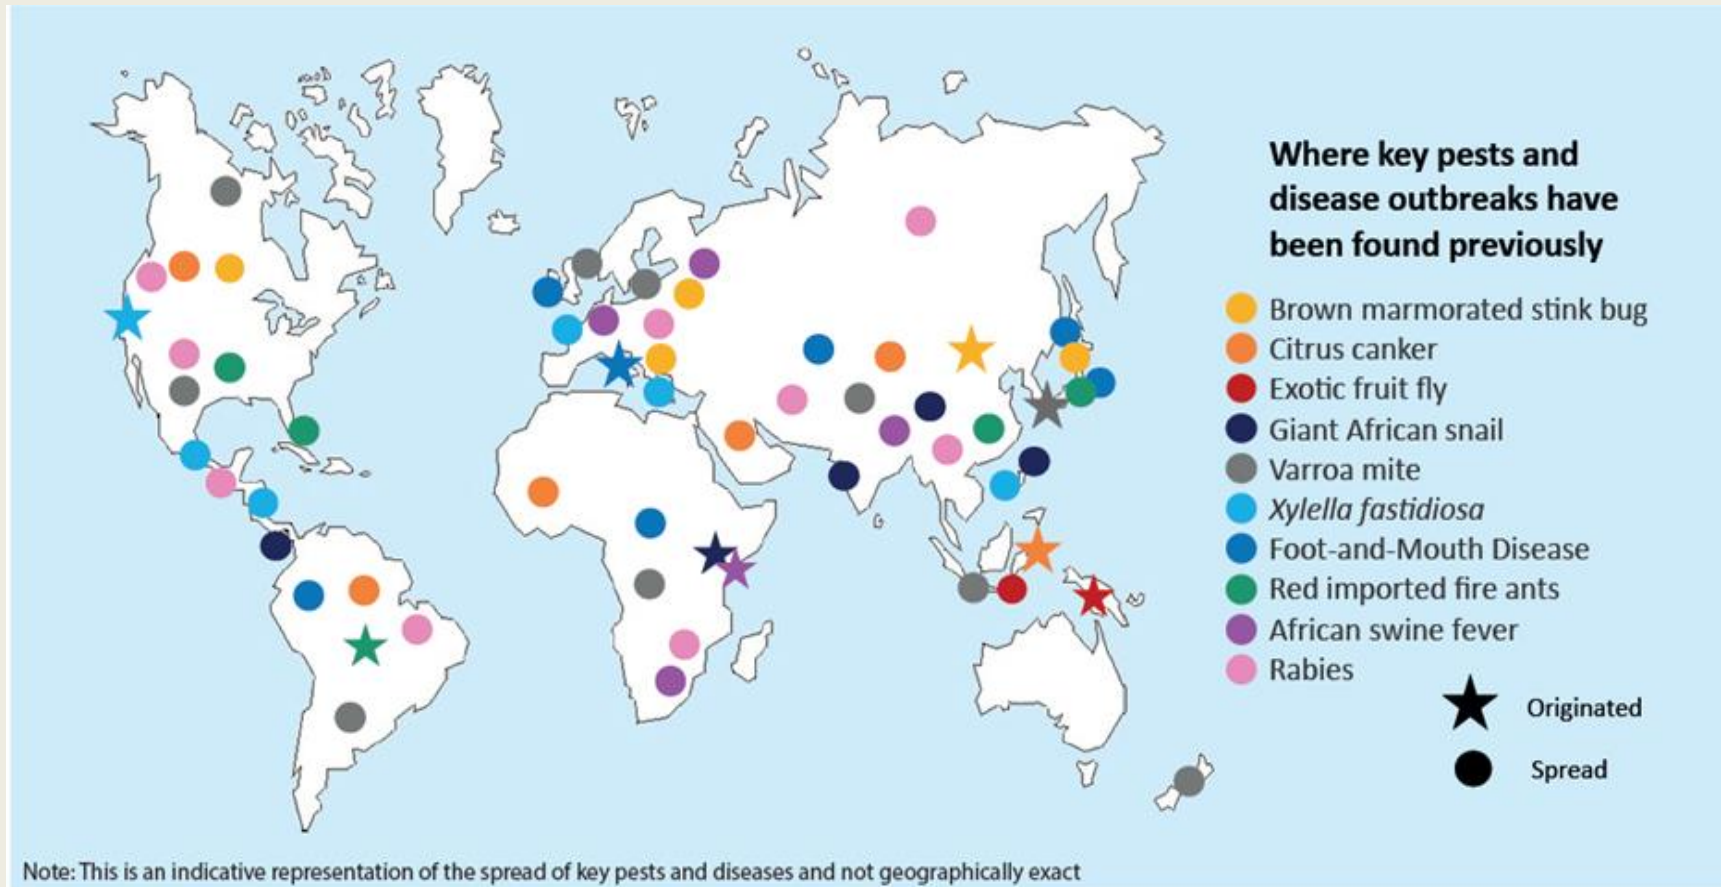 Where key pests and
disease outbreaks have
been found previously
Brown marmorated stink bug
Citrus canker
Exotic fruit fly
Giant African snail
Varroa mite
Xylella fastidiosa
Foot-and-Mouth Disease
Red imported fire ants
African swine fever
Rabies
Originated
Spread
Note: This is an indicative representation of the spread of key pests and diseases and not geographically exact